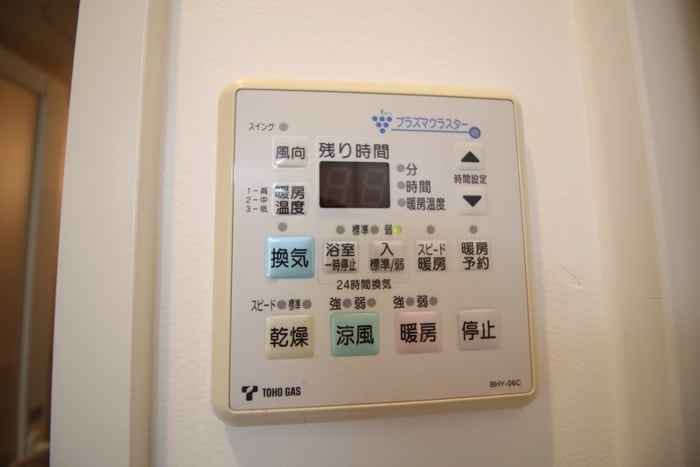 スイング
プラズマクラスター
風向
残り時間
分
時間
暖房温度
時間設定
1-高
2-中
3-低
暖房
温度
標準 弱
換気
浴室
一時停止
入
標準/弱
スピード
暖房
暖房
予約
24時間換気
スピード 標準
強 弱
強 弱
乾燥
涼風
暖房
停止
TOHO GAS
BHY-06C